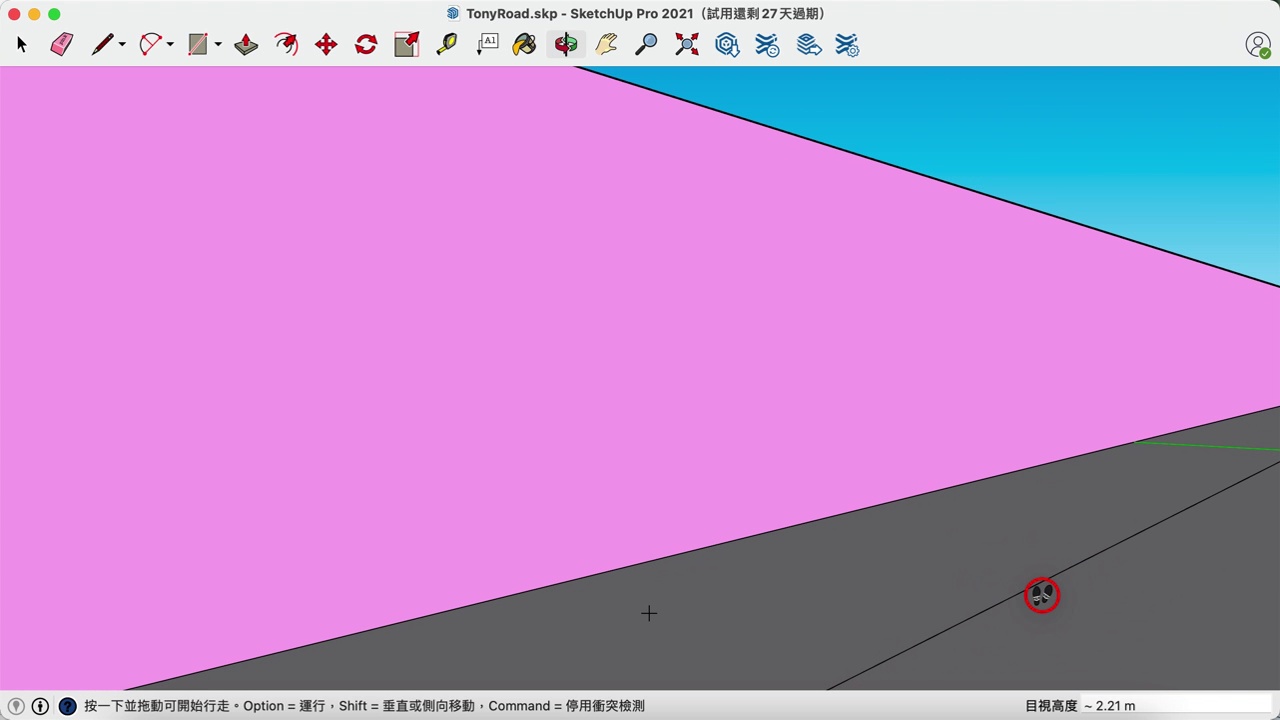 TonyRoad.skp - SketchUp Pro 2021（試用還剩 27 天過期）
A1
按一下並拖動可開始行走。Option = 運行，Shift = 垂直或側向移動，Command = 停用衝突檢測
目視高度 ~ 2.21 m